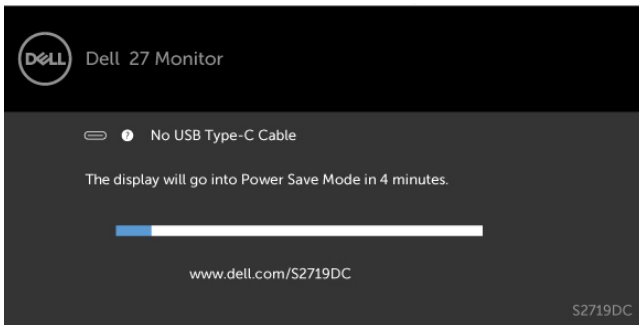 DELL
Dell 27 Monitor
? No USB Type-C Cable
The display will go into Power Save Mode in 4 minutes.
www.dell.com/S2719DC
S2719DC